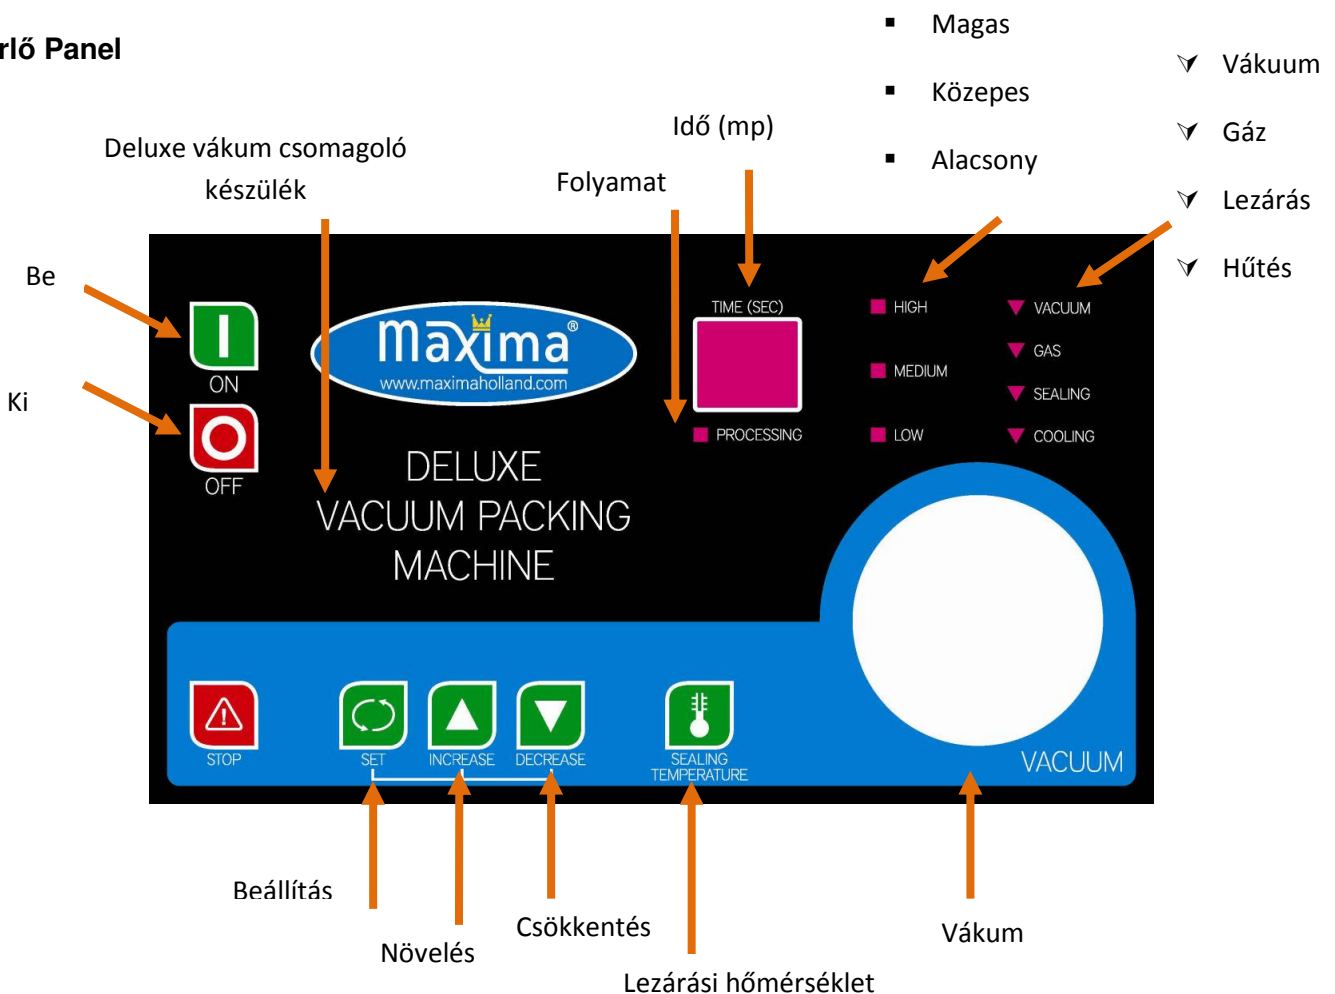 rlő Panel
Magas
Közepes
Alacsony
Vákuum
Gáz
Lezárás
Hűtés
Idő (mp)
Deluxe vákum csomagoló
készülék
Folyamat
Be
Ki
ON
OFF
maxima®
www.maximaholland.com
DELUXE
VACUUM PACKING
MACHINE
TIME (SEC)
PROCESSING
HIGH
MEDIUM
LOW
VACUUM
GAS
SEALING
COOLING
STOP
SET
INCREASE
DECREASE
SEALING
TEMPERATURE
VACUUM
Beállítás
Növelés
Csökkentés
Lezárási hőmérséklet
Vákum